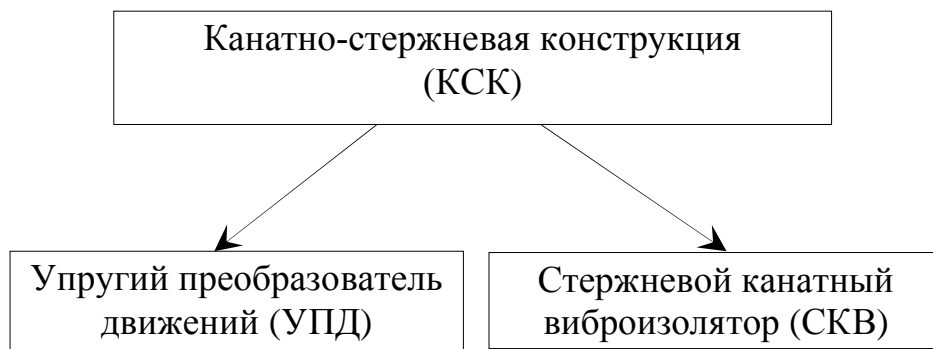 Канатно-стержневая конструкция
(КСК)
Упругий преобразователь
движений (УПД)
Стержневой канатный
виброизолятор (СКВ)